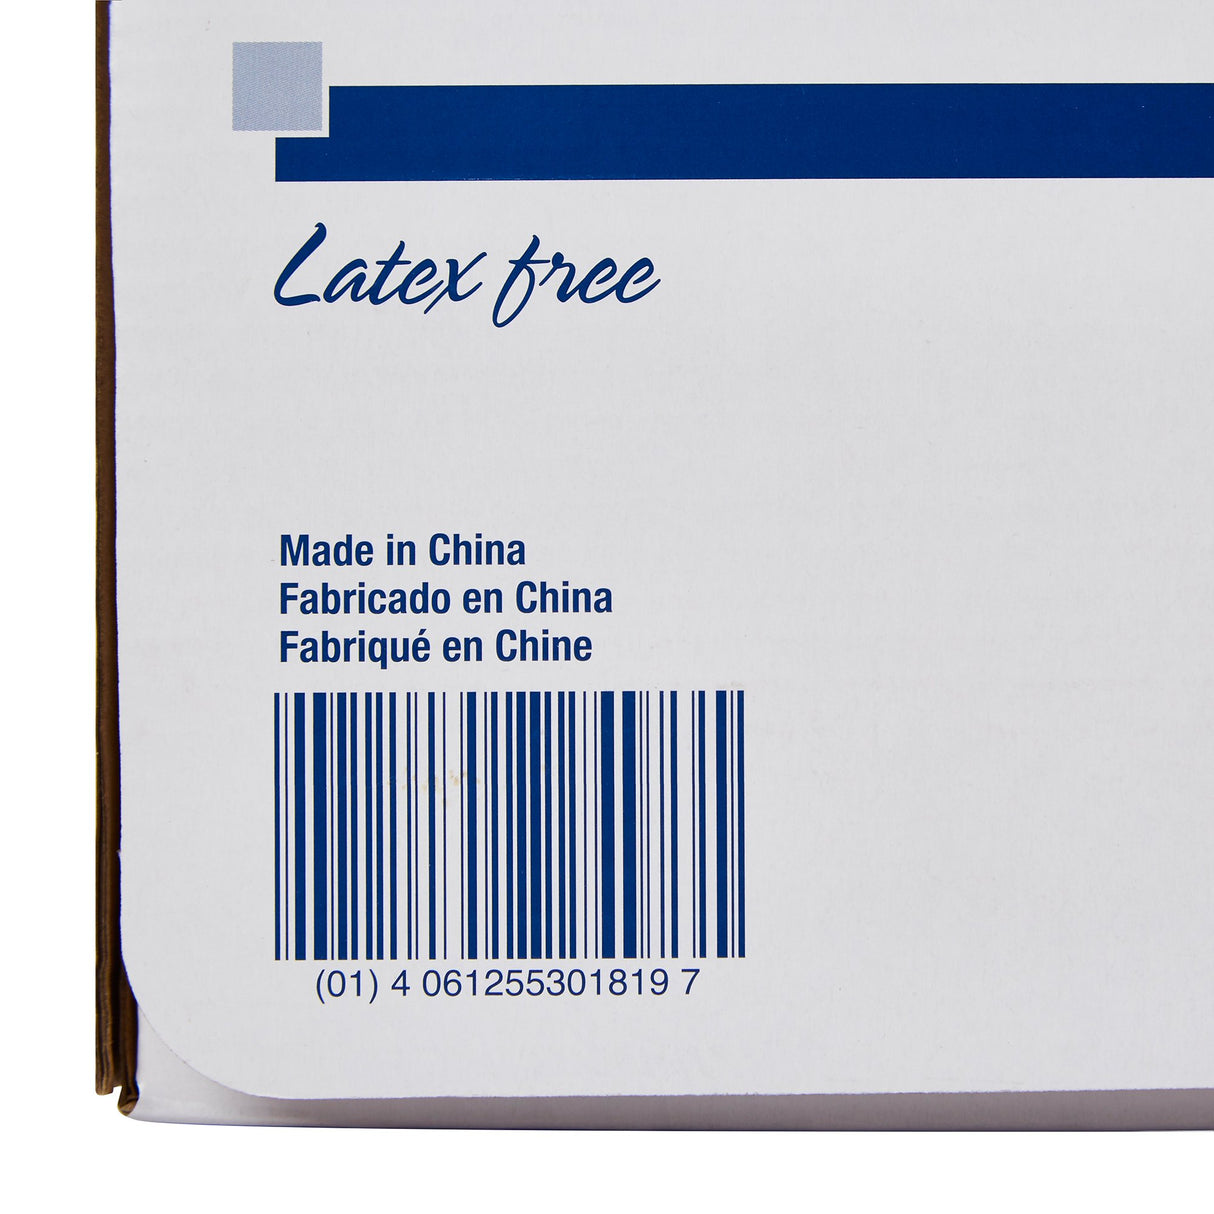 Latex free
Made in China
Fabricado en China
Fabriqué en Chine
(01) 4 061255301819 7